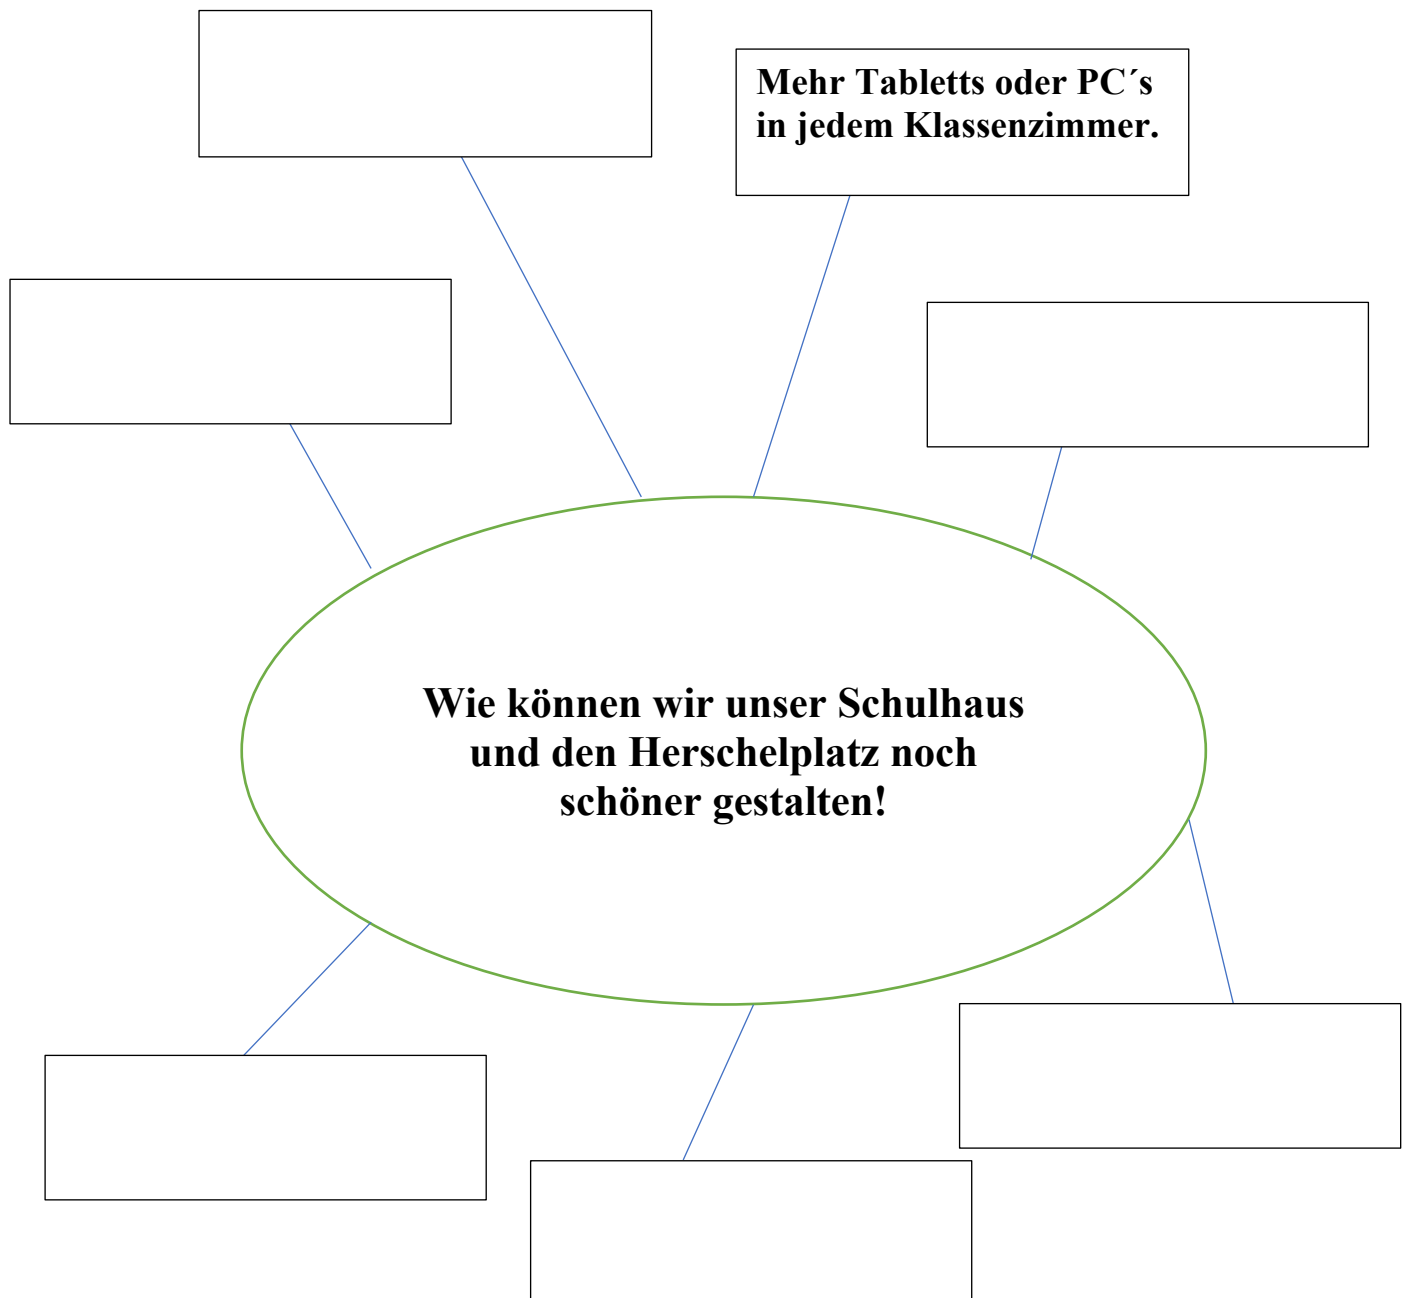 Mehr Tabletts oder PC´s
in jedem Klassenzimmer.
Wie können wir unser Schulhaus
und den Herschelplatz noch
schöner gestalten!